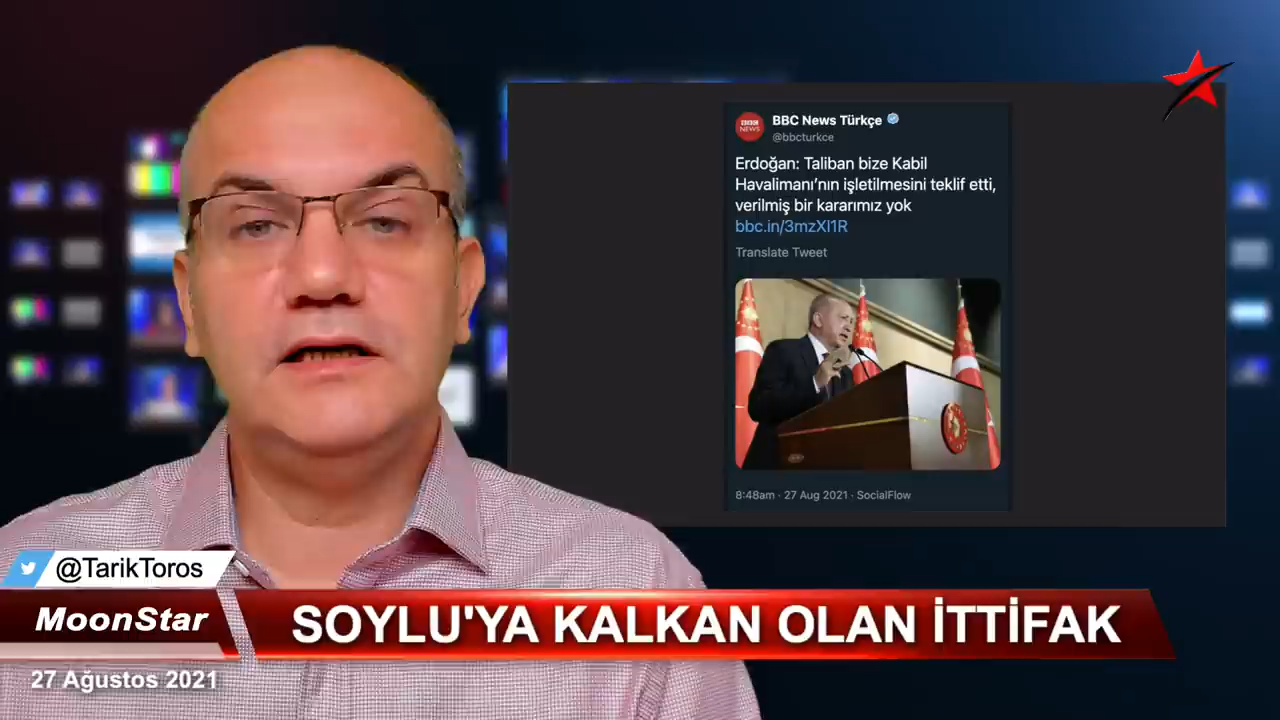 BBC
NEWS
BBC News Türkçe
@bbcturkce
Erdoğan: Taliban bize Kabil
Havalimanı'nın işletilmesini teklif etti,
verilmiş bir kararımız yok
bbc.in/3mzXI1R
Translate Tweet
8:48am · 27 Aug 2021 · SocialFlow
@TarikToros
MoonStar
SOYLU'YA KALKAN OLAN İTTİFAK
27 Ağustos 2021